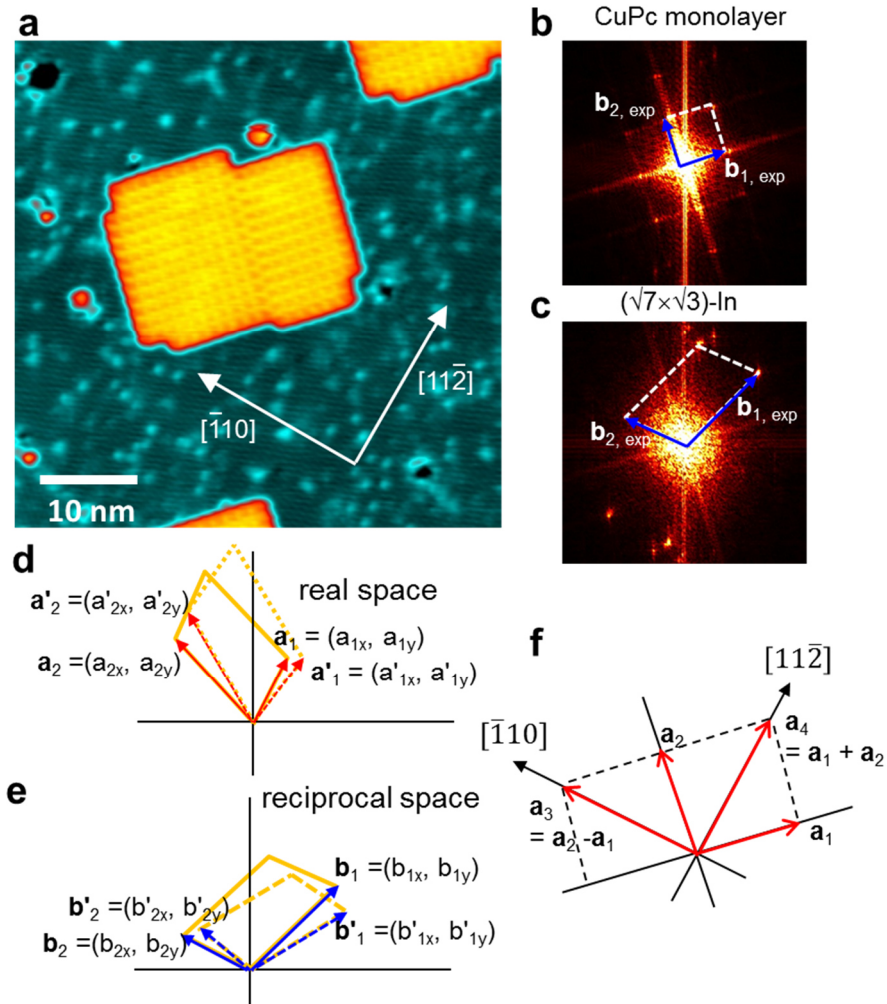 a
[1̄10]
[112̄]
10 nm
b
CuPc monolayer
b2, exp
b1, exp
c
(√7×√3)-In
b1, exp
b2, exp
d
real space
a'2 =(a'2x, a'2y)
a2 =(a2x, a2y)
a1 = (a1x, a1y)
a'1 = (a'1x, a'1y)
e
reciprocal space
b1 =(b1x, b1y)
b'2 =(b'2x, b'2y)
b2 =(b2x, b2y)
b'1 =(b'1x, b'1y)
f
[112̄]
[1̄10]
a2
a4
= a1 + a2
a3
= a2 -a1
a1